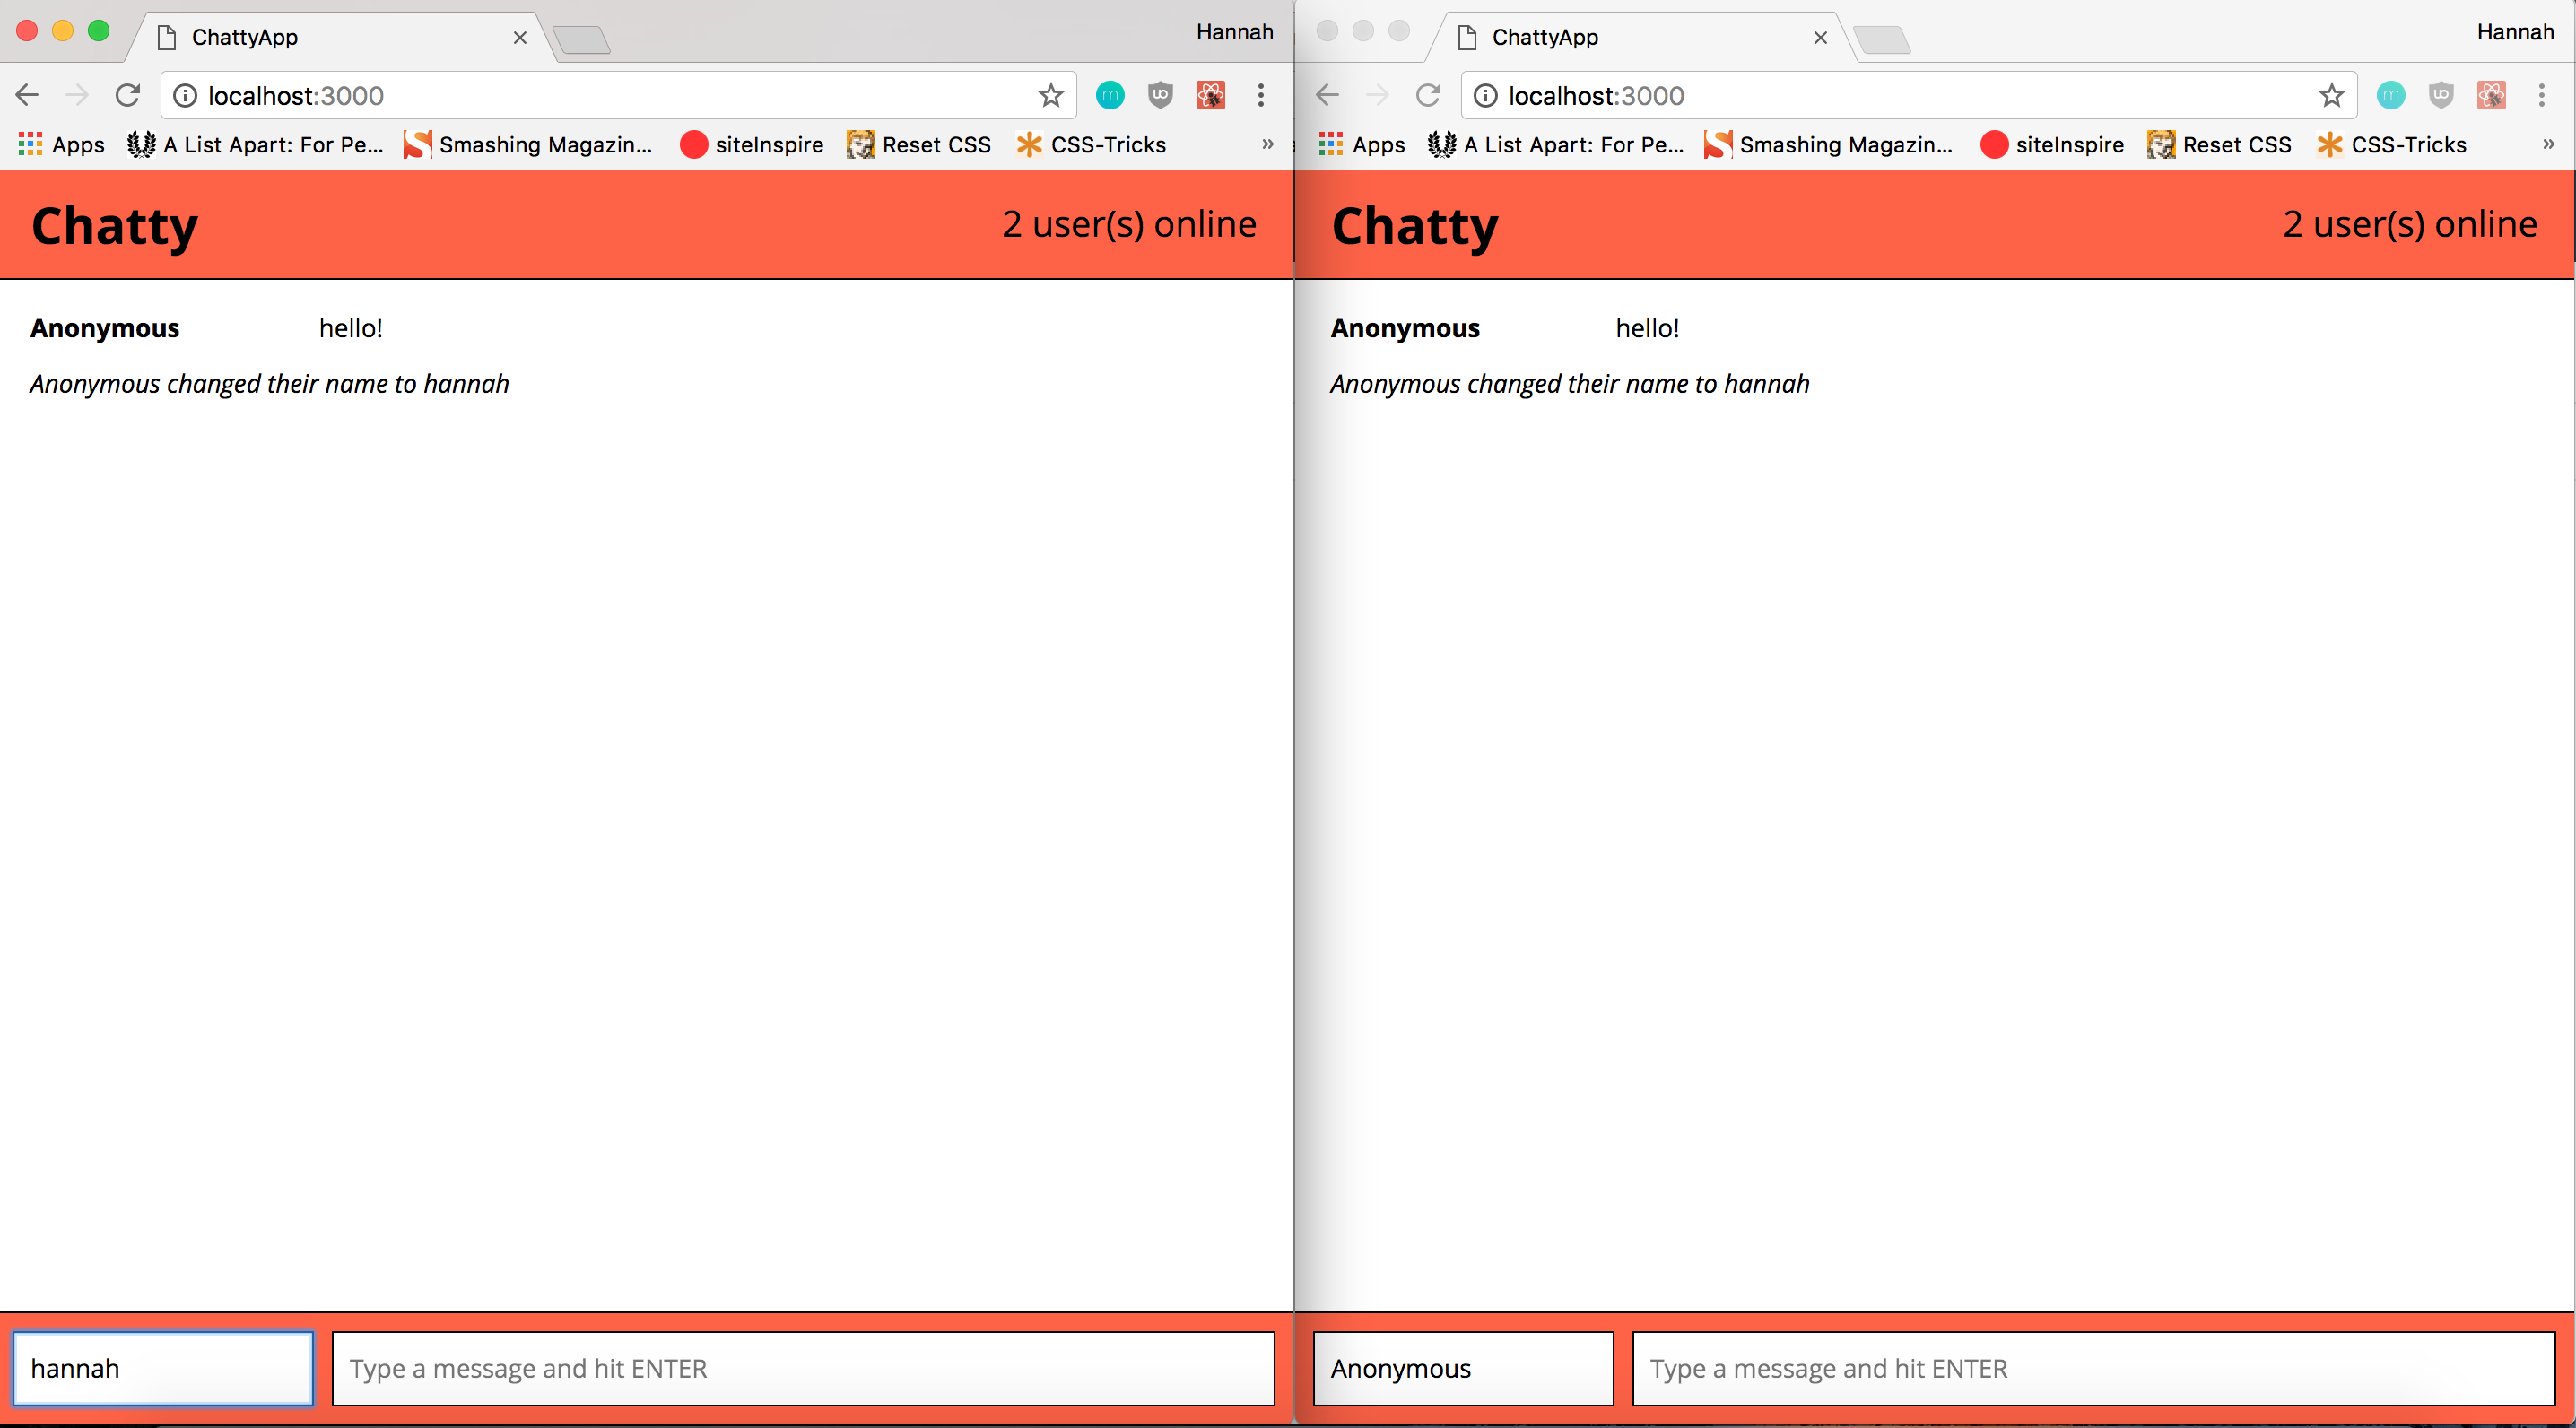 ChattyApp
Hannah
localhost:3000
Apps A List Apart: For Pe... Smashing Magazin... siteInspire Reset CSS CSS-Tricks »
Chatty 2 user(s) online
Anonymous hello!
Anonymous changed their name to hannah
hannah Type a message and hit ENTER
ChattyApp
Hannah
localhost:3000
Apps A List Apart: For Pe... Smashing Magazin... siteInspire Reset CSS CSS-Tricks »
Chatty 2 user(s) online
Anonymous hello!
Anonymous changed their name to hannah
Anonymous Type a message and hit ENTER